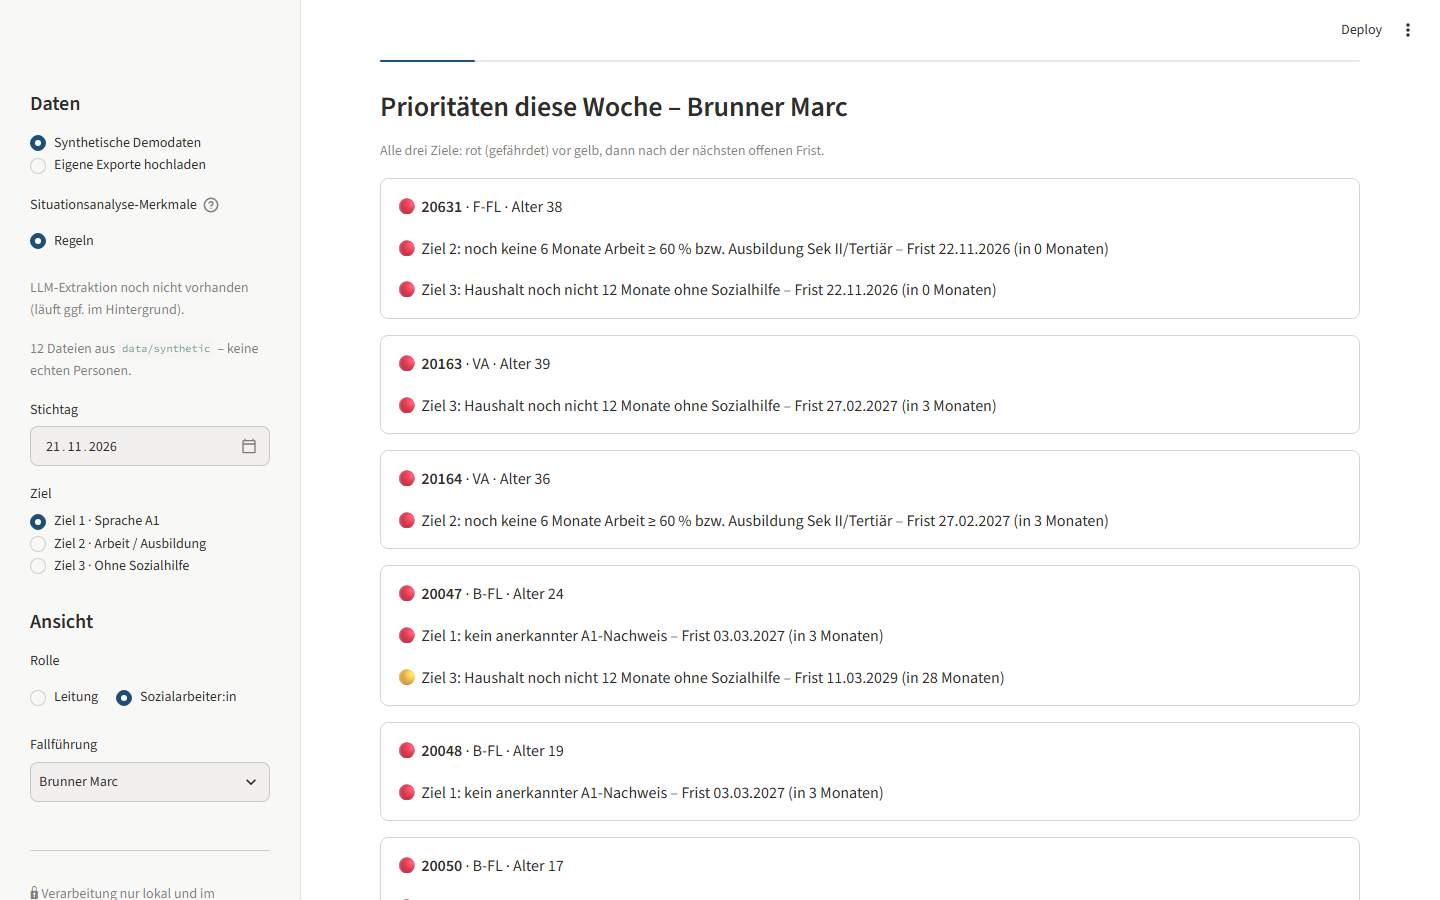 Deploy
Daten
Synthetische Demodaten
Eigene Exporte hochladen
Situationsanalyse-Merkmale
Regeln
LLM-Extraktion noch nicht vorhanden
(läuft ggf. im Hintergrund).
12 Dateien aus data/synthetic – keine
echten Personen.
Stichtag
21.11.2026
Ziel
Ziel 1 · Sprache A1
Ziel 2 · Arbeit / Ausbildung
Ziel 3 · Ohne Sozialhilfe
Ansicht
Rolle
Leitung
Sozialarbeiter:in
Fallführung
Brunner Marc
Verarbeitung nur lokal und im
Prioritäten diese Woche – Brunner Marc
Alle drei Ziele: rot (gefährdet) vor gelb, dann nach der nächsten offenen Frist.
20631 · F-FL · Alter 38
Ziel 2: noch keine 6 Monate Arbeit ≥ 60 % bzw. Ausbildung Sek II/Tertiär – Frist 22.11.2026 (in 0 Monaten)
Ziel 3: Haushalt noch nicht 12 Monate ohne Sozialhilfe – Frist 22.11.2026 (in 0 Monaten)
20163 · VA · Alter 39
Ziel 3: Haushalt noch nicht 12 Monate ohne Sozialhilfe – Frist 27.02.2027 (in 3 Monaten)
20164 · VA · Alter 36
Ziel 2: noch keine 6 Monate Arbeit ≥ 60 % bzw. Ausbildung Sek II/Tertiär – Frist 27.02.2027 (in 3 Monaten)
20047 · B-FL · Alter 24
Ziel 1: kein anerkannter A1-Nachweis – Frist 03.03.2027 (in 3 Monaten)
Ziel 3: Haushalt noch nicht 12 Monate ohne Sozialhilfe – Frist 11.03.2029 (in 28 Monaten)
20048 · B-FL · Alter 19
Ziel 1: kein anerkannter A1-Nachweis – Frist 03.03.2027 (in 3 Monaten)
20050 · B-FL · Alter 17